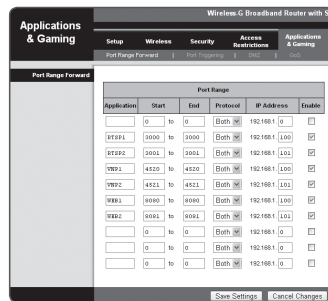 Wireless-G Broadband Router with S
Applications & Gaming
Setup Wireless Security Access Restrictions Applications & Gaming
Port Range Forward | Port Triggering | DMZ | QoS
Port Range Forward
Port Range
Application Start End Protocol IP Address Enable
0 to 0 Both 192.168.1. 0
RTSP1 3000 to 3000 Both 192.168.1. 100
RTSP2 3001 to 3001 Both 192.168.1. 101
VNP1 4520 to 4520 Both 192.168.1. 100
VNP2 4521 to 4521 Both 192.168.1. 101
WEB1 8080 to 8080 Both 192.168.1. 100
WEB2 8081 to 8081 Both 192.168.1. 101
0 to 0 Both 192.168.1. 0
0 to 0 Both 192.168.1. 0
0 to 0 Both 192.168.1. 0
Save Settings Cancel Changes